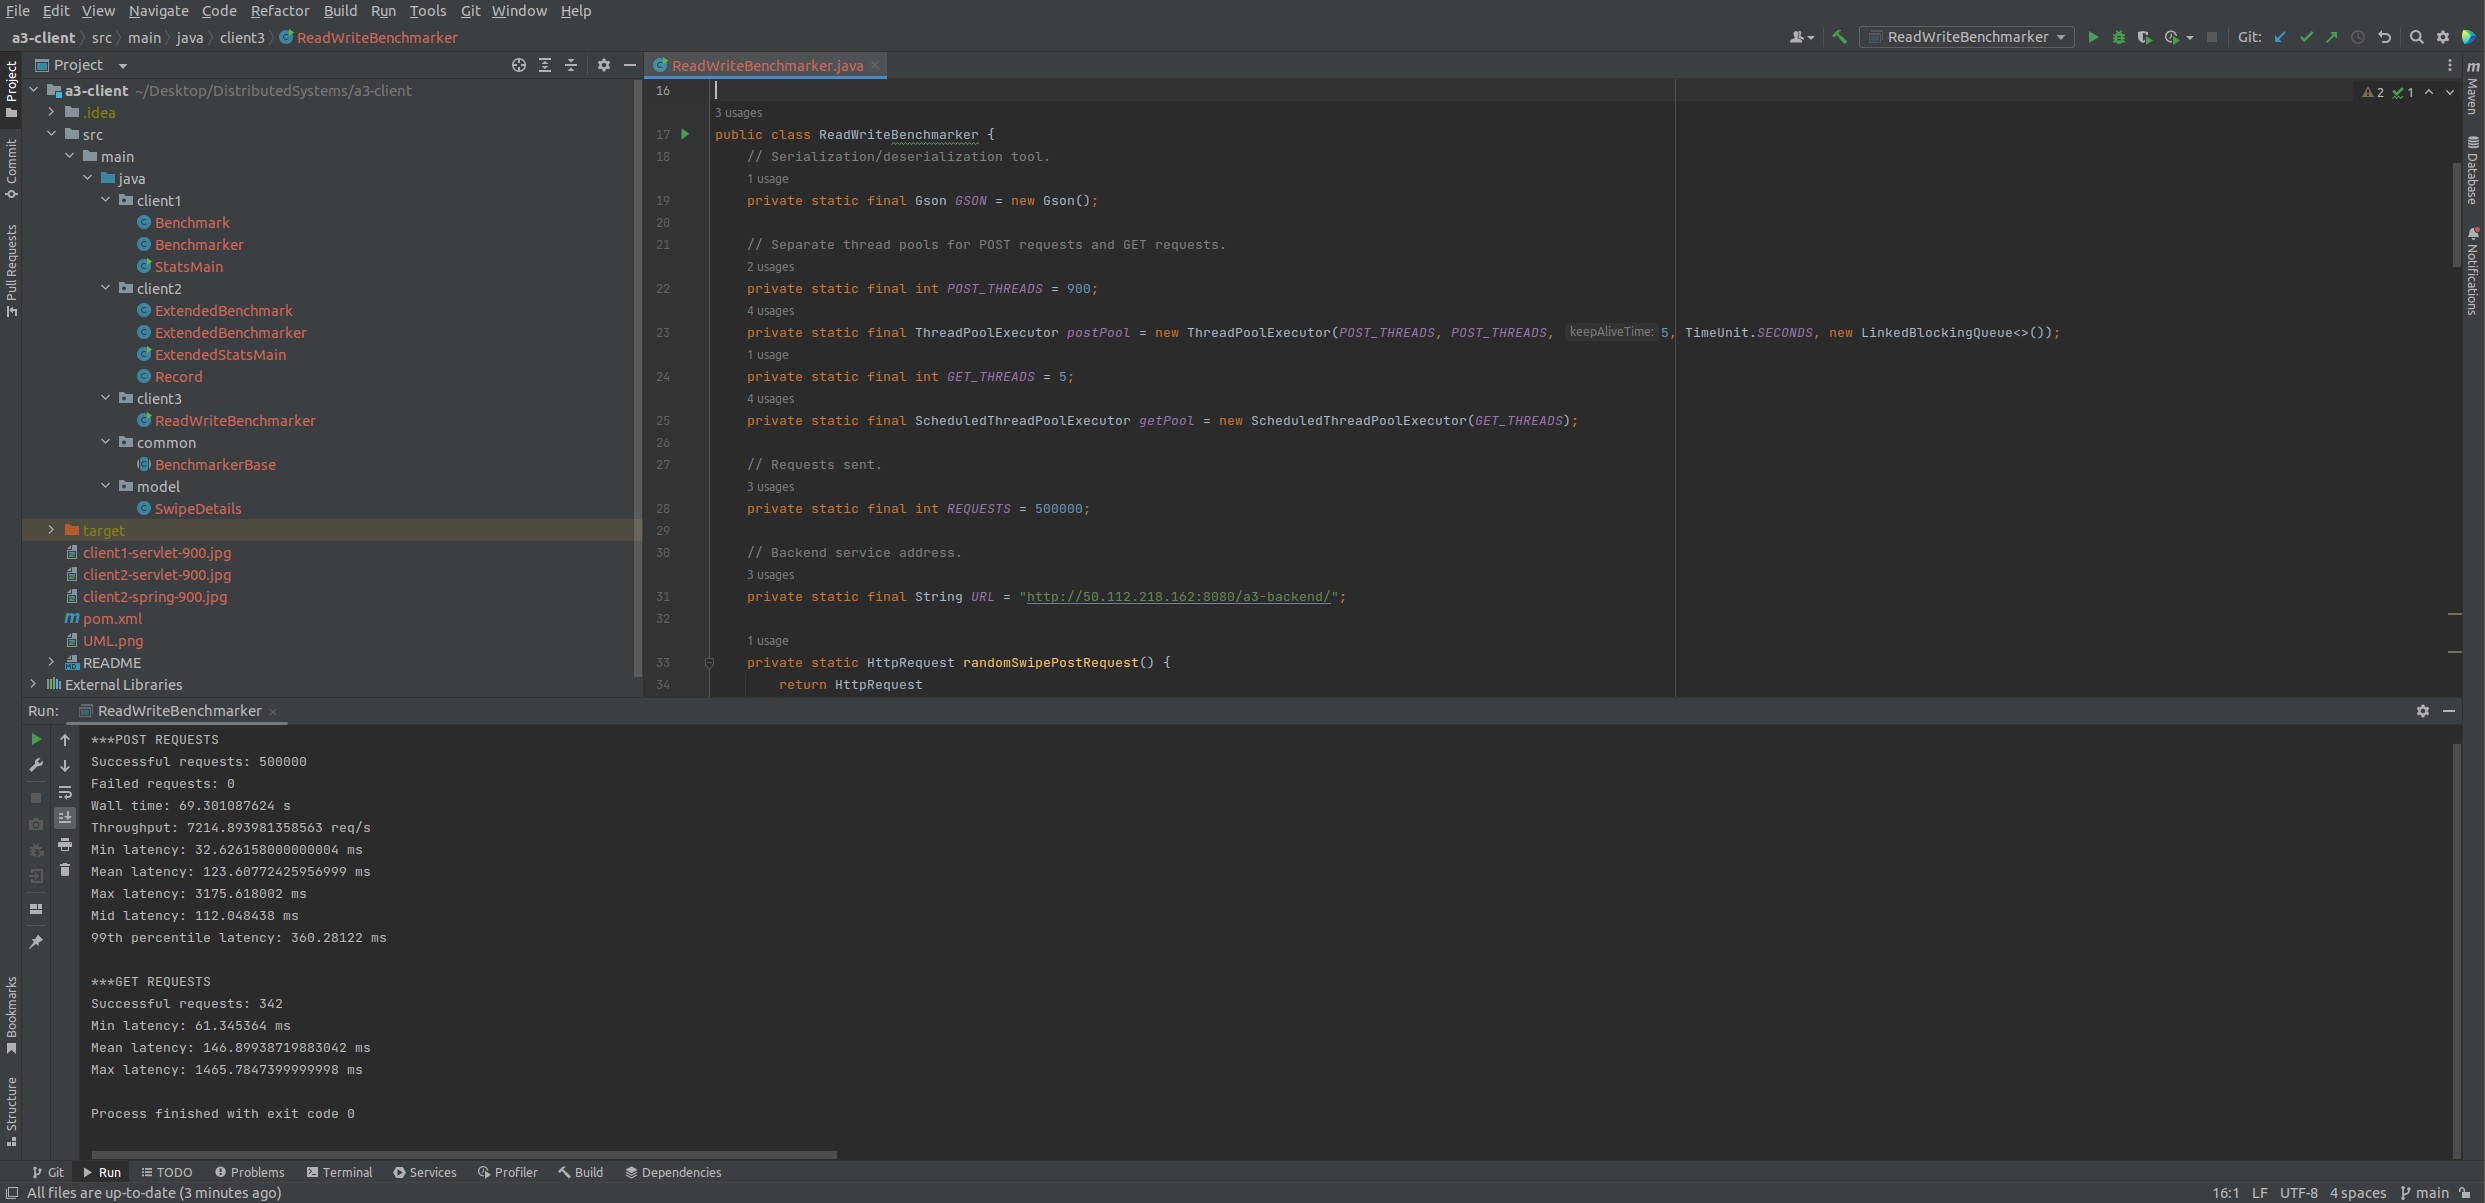 File Edit View Navigate Code Refactor Build Run Tools Git Window Help
a3-client src main java client3 ReadWriteBenchmarker
ReadWriteBenchmarker
Git:
Project
ReadWriteBenchmarker.java
Project
Commit
Pull Requests
Bookmarks
Structure
a3-client ~/Desktop/DistributedSystems/a3-client
.idea
src
main
java
client1
Benchmark
Benchmarker
StatsMain
client2
ExtendedBenchmark
ExtendedBenchmarker
ExtendedStatsMain
Record
client3
ReadWriteBenchmarker
common
BenchmarkerBase
model
SwipeDetails
target
client1-servlet-900.jpg
client2-servlet-900.jpg
client2-spring-900.jpg
pom.xml
UML.png
README
External Libraries
16
2 1
3 usages
17 public class ReadWriteBenchmarker {
18 // Serialization/deserialization tool.
1 usage
19 private static final Gson GSON = new Gson();
20
21 // Separate thread pools for POST requests and GET requests.
2 usages
22 private static final int POST_THREADS = 900;
4 usages
23 private static final ThreadPoolExecutor postPool = new ThreadPoolExecutor(POST_THREADS, POST_THREADS, keepAliveTime: 5, TimeUnit.SECONDS, new LinkedBlockingQueue<>());
1 usage
24 private static final int GET_THREADS = 5;
4 usages
25 private static final ScheduledThreadPoolExecutor getPool = new ScheduledThreadPoolExecutor(GET_THREADS);
26
27 // Requests sent.
3 usages
28 private static final int REQUESTS = 500000;
29
30 // Backend service address.
3 usages
31 private static final String URL = "http://50.112.218.162:8080/a3-backend/";
32
1 usage
33 private static HttpRequest randomSwipePostRequest() {
34 return HttpRequest
m
Maven
Database
Notifications
Run: ReadWriteBenchmarker
***POST REQUESTS
Successful requests: 500000
Failed requests: 0
Wall time: 69.301087624 s
Throughput: 7214.893981358563 req/s
Min latency: 32.626158000000004 ms
Mean latency: 123.60772425956999 ms
Max latency: 3175.618002 ms
Mid latency: 112.048438 ms
99th percentile latency: 360.28122 ms
***GET REQUESTS
Successful requests: 342
Min latency: 61.345364 ms
Mean latency: 146.89938719883042 ms
Max latency: 1465.7847399999998 ms
Process finished with exit code 0
Git Run TODO Problems Terminal Services Profiler Build Dependencies
All files are up-to-date (3 minutes ago)
16:1 LF UTF-8 4 spaces main